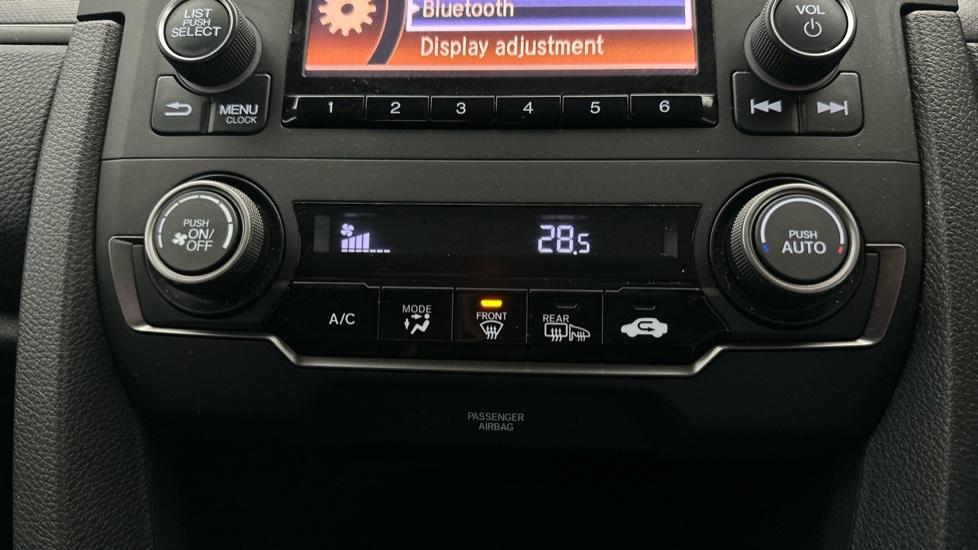 LIST
PUSH
SELECT
Bluetooth
Display adjustment
VOL
MENU
CLOCK
1 2 3 4 5 6
PUSH
ON/
OFF
28.5
PUSH
AUTO
A/C
MODE
FRONT
REAR
PASSENGER
AIRBAG